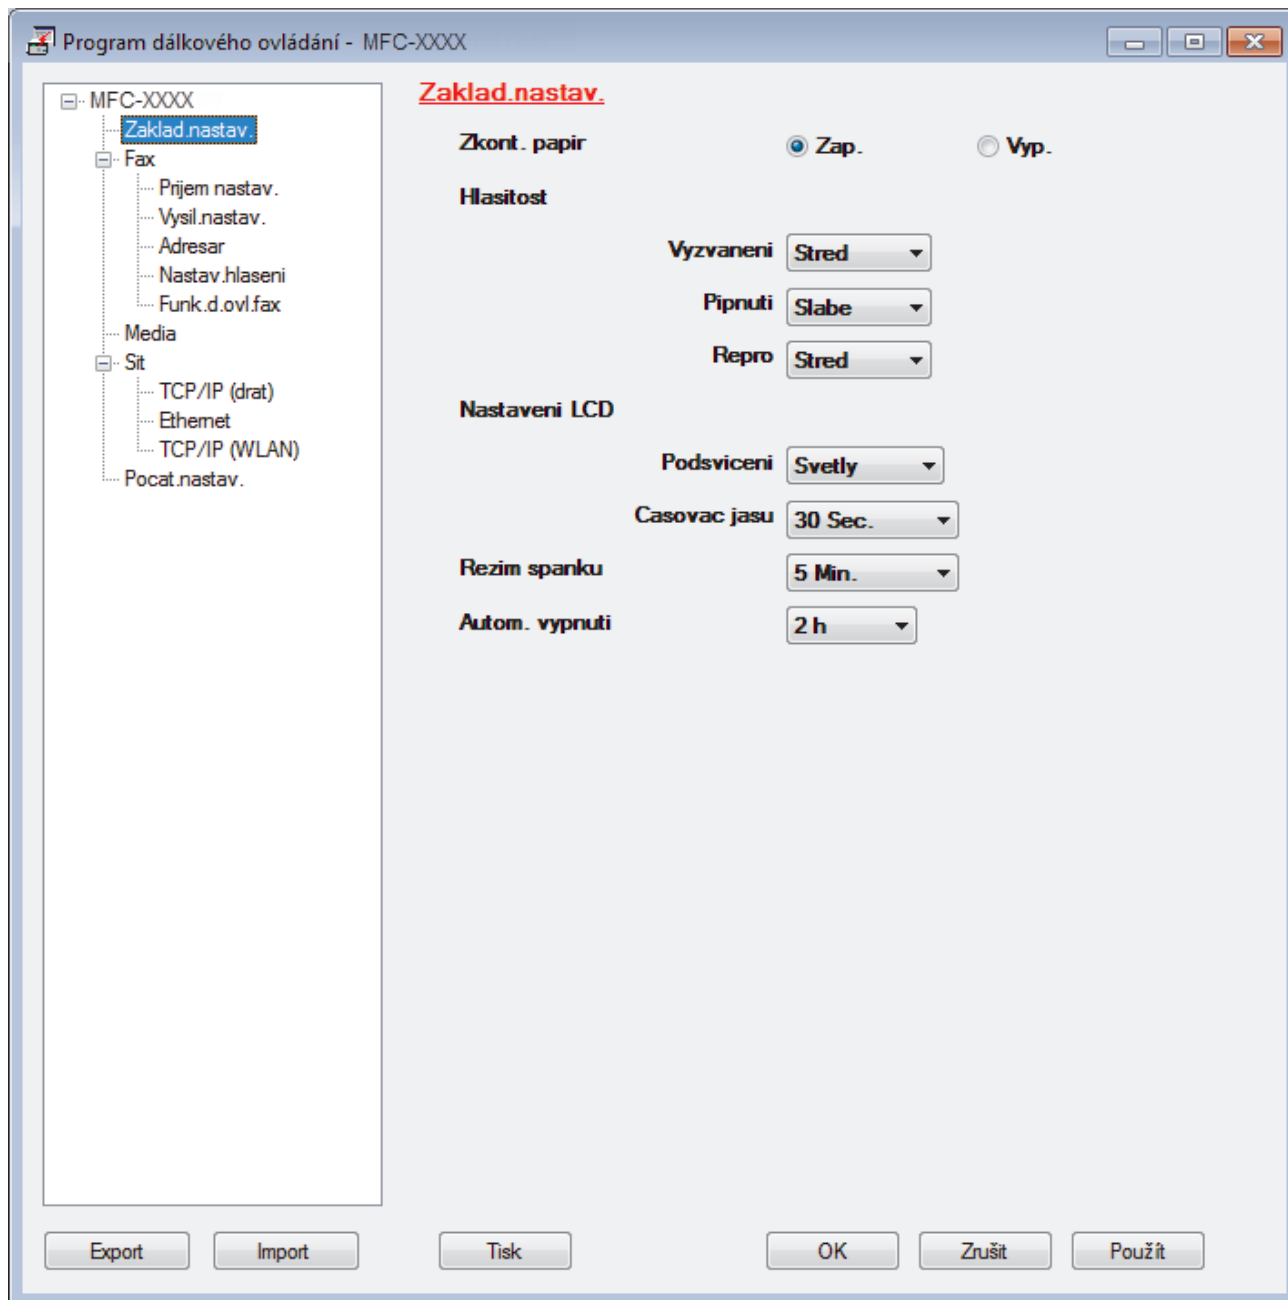 Program dálkového ovládání - MFC-XXXX
MFC-XXXX
Zaklad.nastav.
Fax
Prijem nastav.
Vysil.nastav.
Adresar
Nastav.hlaseni
Funk.d.ovl.fax
Media
Sit
TCP/IP (drat)
Ethernet
TCP/IP (WLAN)
Pocat.nastav.
Zaklad.nastav.
Zkont. papir Zap. Vyp.
Hlasitost
Vyzvaneni Stred
Pipnuti Slabe
Repro Stred
Nastaveni LCD
Podsviceni Svetly
Casovac jasu 30 Sec.
Rezim spanku 5 Min.
Autom. vypnuti 2 h
Export Import Tisk OK Zrušit Použít